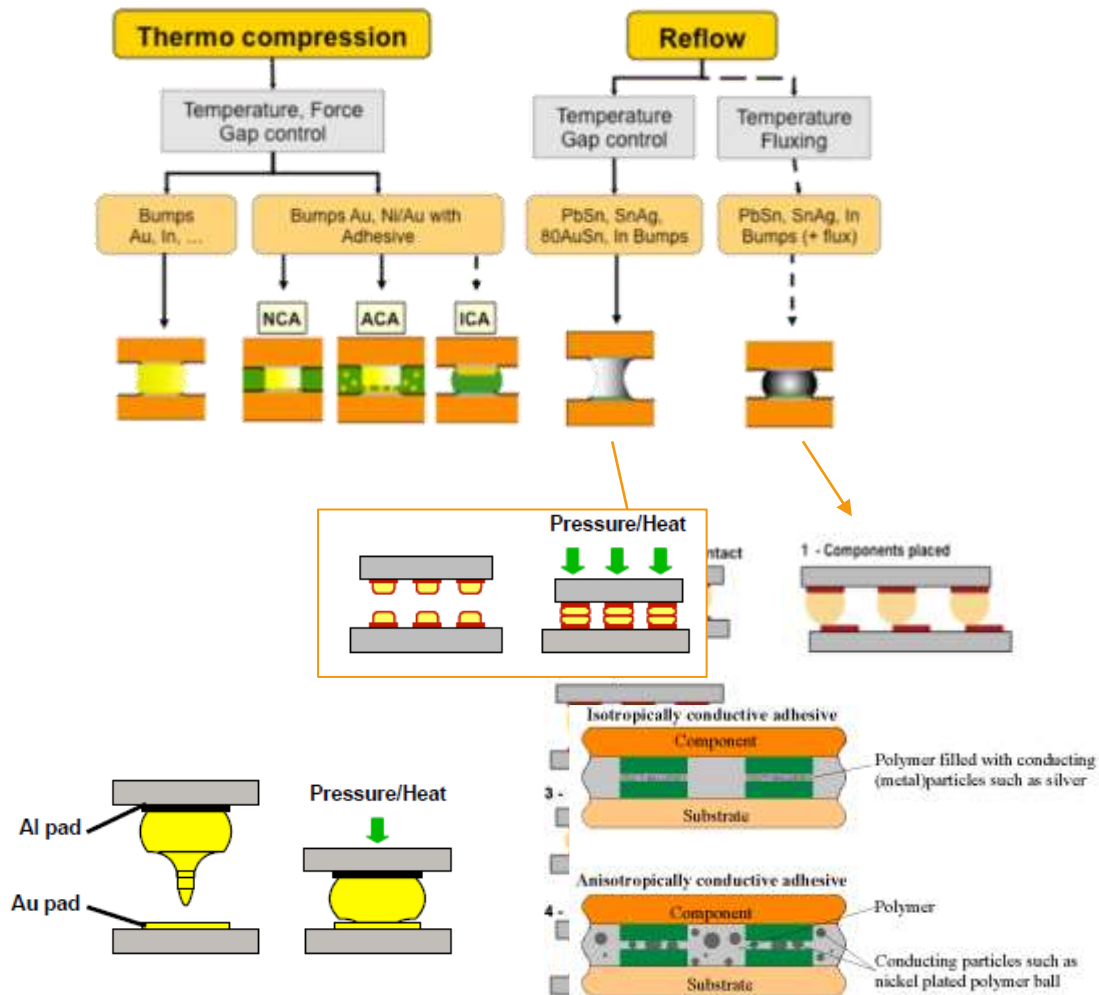 Thermo compression
Reflow
Temperature, Force
Gap control
Temperature
Gap control
Temperature
Fluxing
Bumps
Au, In, ...
Bumps Au, Ni/Au with
Adhesive
PbSn, SnAg,
80AuSn, In Bumps
PbSn, SnAg, In
Bumps (+ flux)
NCA
ACA
ICA
Pressure/Heat
ntact
1 - Components placed
Isotropically conductive adhesive
Component
Polymer filled with conducting
(metal)particles such as silver
3 -
Substrate
Pressure/Heat
Al pad
Au pad
Anisotropically conductive adhesive
4 -
Component
Polymer
Conducting particles such as
nickel plated polymer ball
Substrate